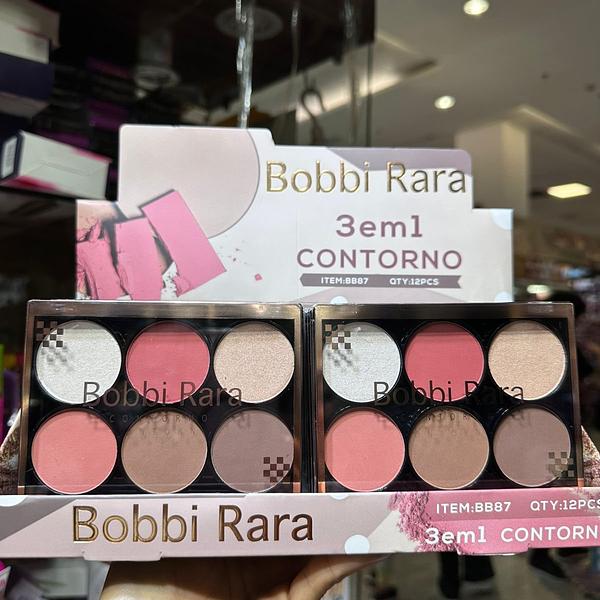 Bobbi Rara
3em1
CONTORNO
ITEM:BB87 QTY:12PCS
Bobbi Rara
CONTORNO
Bobbi Rara
Bobbi Rara
ITEM:BB87 QTY:12PCS
3em1 CONTORN